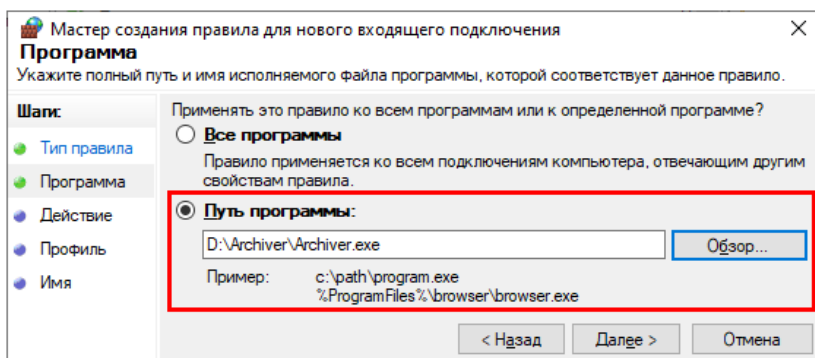 Мастер создания правила для нового входящего подключения
Программа
Укажите полный путь и имя исполняемого файла программы, которой соответствует данное правило.
Шаги:
Тип правила
Программа
Действие
Профиль
Имя
Применять это правило ко всем программам или к определенной программе?
Все программы
Правило применяется ко всем подключениям компьютера, отвечающим другим
свойствам правила.
Путь программы:
D:\Archiver\Archiver.exe
Обзор...
Пример: c:\path\program.exe
%ProgramFiles%\browser\browser.exe
< Назад Далее > Отмена